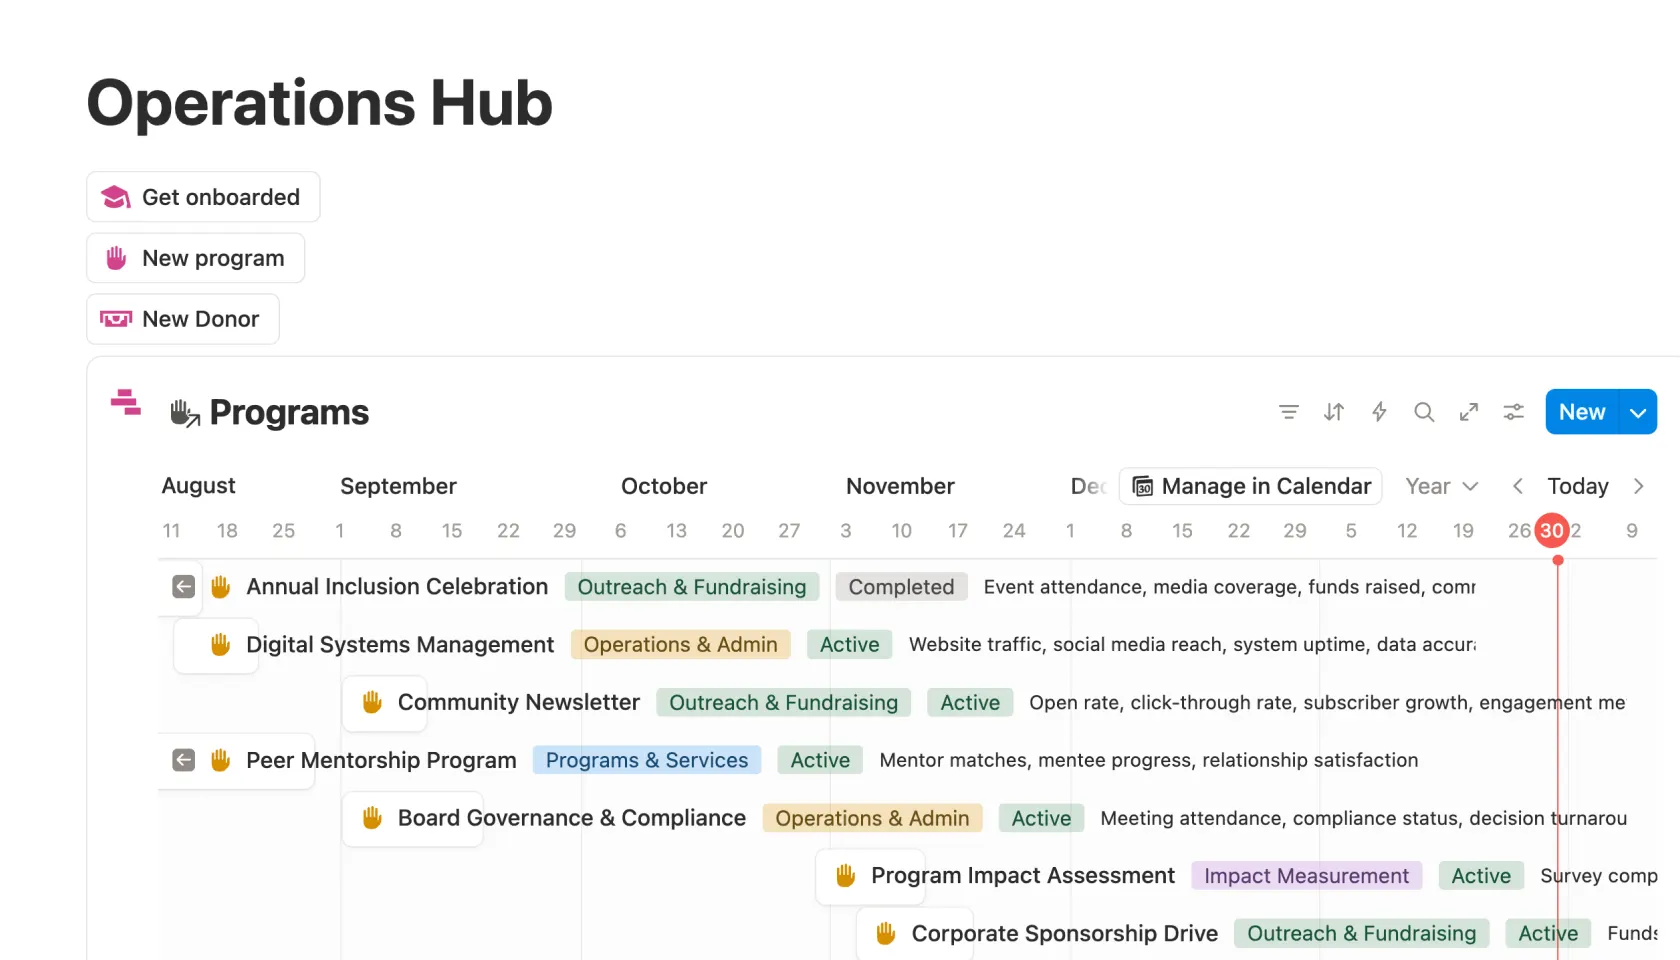 Operations Hub
Get onboarded
New program
New Donor
Programs
New
August September October November Manage in Calendar Year Today
11 18 25 1 8 15 22 29 6 13 20 27 3 10 17 24 1 8 15 22 29 5 12 19 26 30 2 9
Annual Inclusion Celebration Outreach & Fundraising Completed Event attendance, media coverage, funds raised,
Digital Systems Management Operations & Admin Active Website traffic, social media reach, system uptime, data
Community Newsletter Outreach & Fundraising Active Open rate, click-through rate, subscriber growth, engagement me
Peer Mentorship Program Programs & Services Active Mentor matches, mentee progress, relationship satisfaction
Board Governance & Compliance Operations & Admin Active Meeting attendance, compliance status, decision turnarou
Program Impact Assessment Impact Measurement Active Survey comp
Corporate Sponsorship Drive Outreach & Fundraising Active Funds